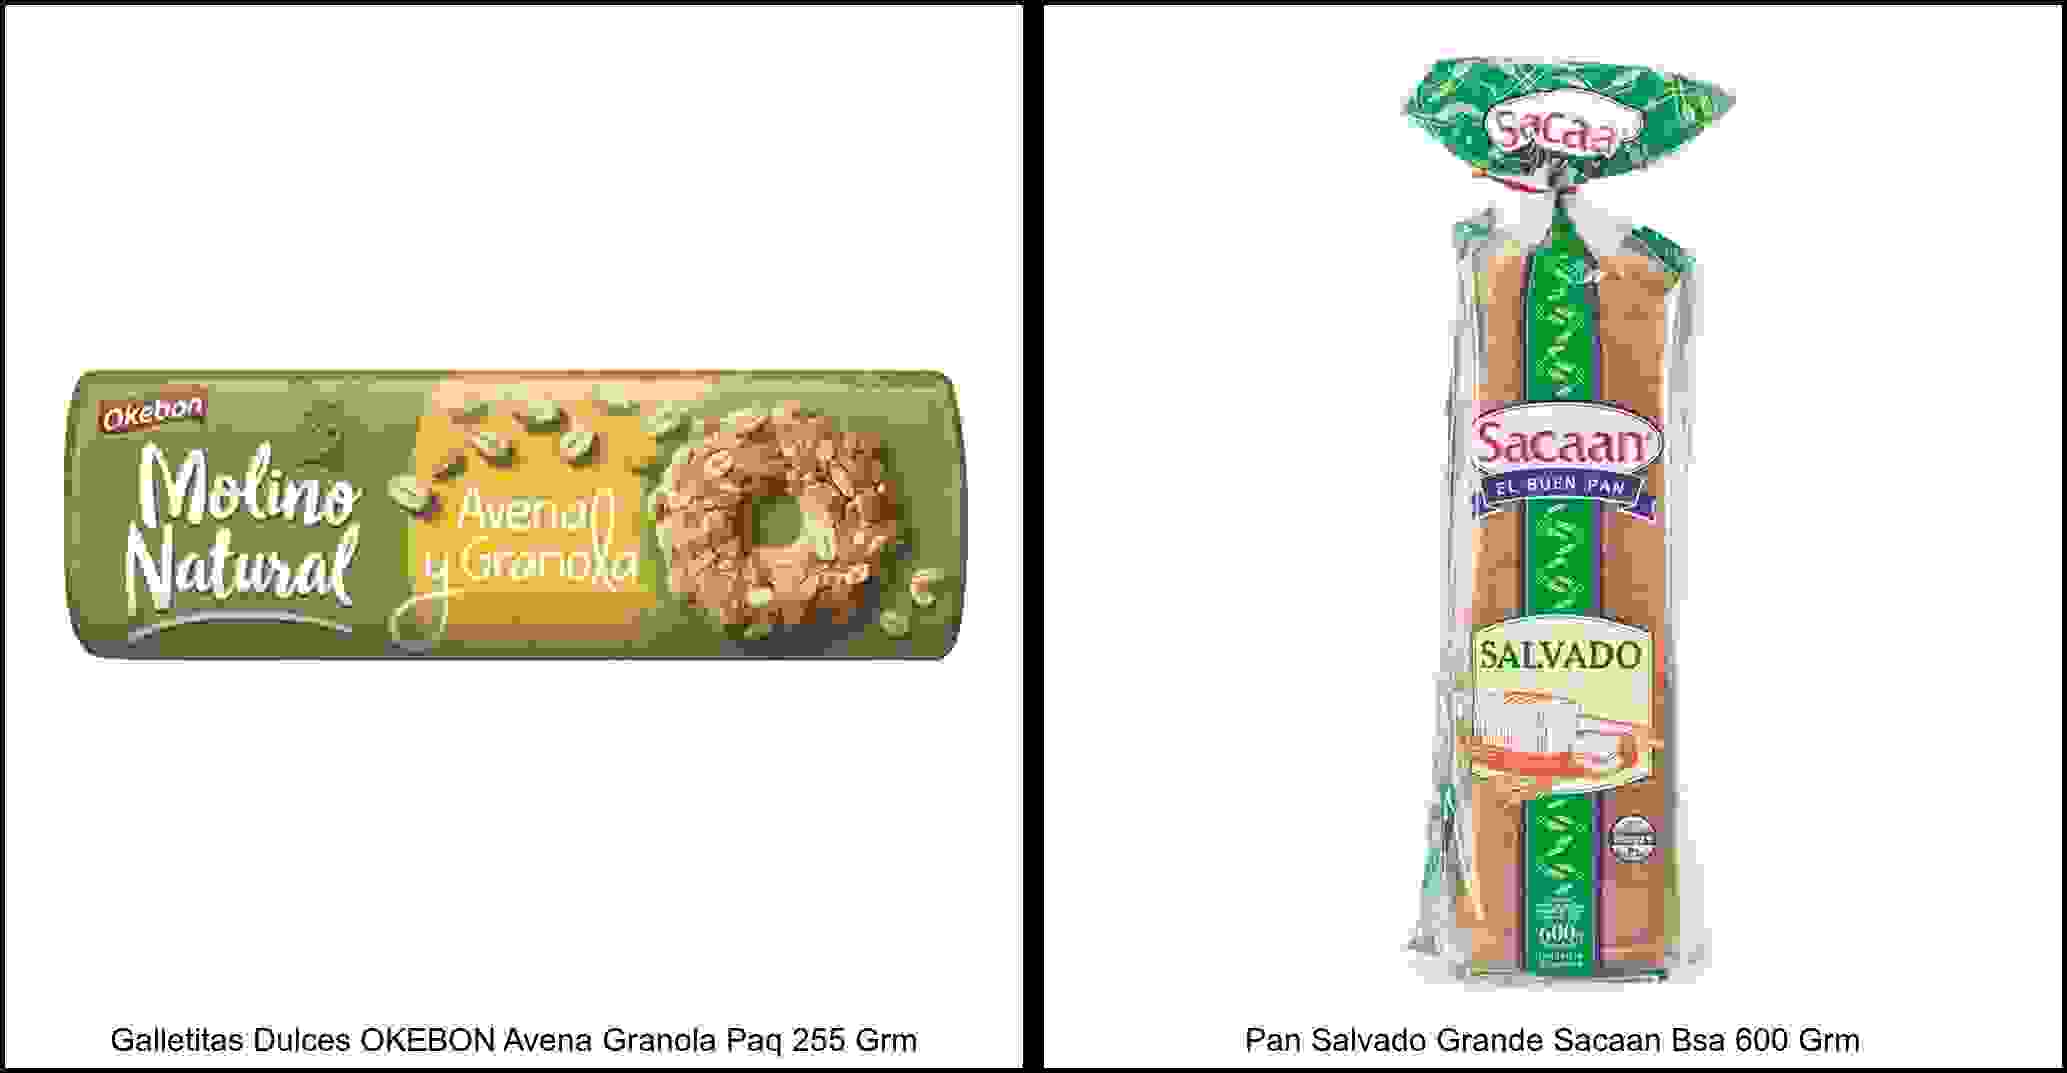 Okebon
Molino
Natural
Avena
y Granola
Galletitas Dulces OKEBON Avena Granola Paq 255 Grm
Sacaa
Sacaan
EL BUEN PAN
SALVADO
600
Pan Salvado Grande Sacaan Bsa 600 Grm